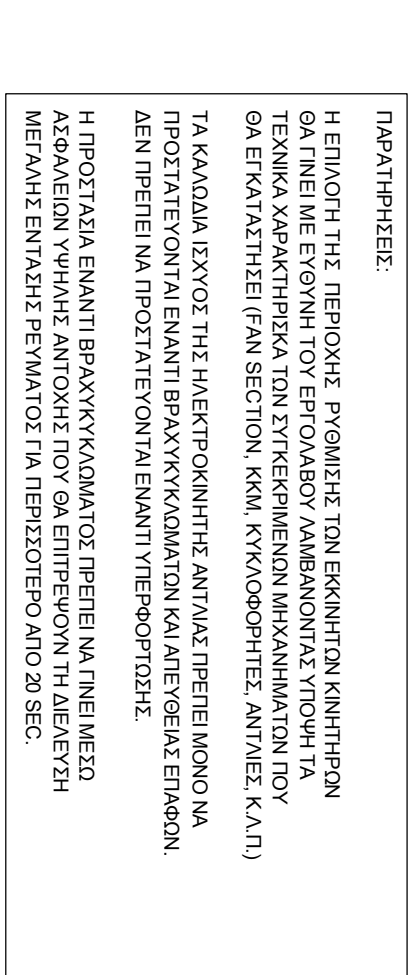 ΠΑΡΑΤΗΡΗΣΕΙΣ:
Η ΕΠΙΛΟΓΗ ΤΗΣ ΠΕΡΙΟΧΗΣ ΡΥΘΜΙΣΗΣ ΤΩΝ ΕΚΚΙΝΗΤΩΝ ΚΙΝΗΤΗΡΩΝ
ΘΑ ΓΙΝΕΙ ΜΕ ΕΥΘΥΝΗ ΤΟΥ ΕΡΓΟΛΑΒΟΥ ΛΑΜΒΑΝΟΝΤΑΣ ΥΠΟΨΗ ΤΑ
ΤΕΧΝΙΚΑ ΧΑΡΑΚΤΗΡΙΣΚΑ ΤΩΝ ΣΥΓΚΕΚΡΙΜΕΝΩΝ ΜΗΧΑΝΗΜΑΤΩΝ ΠΟΥ
ΘΑ ΕΓΚΑΤΑΣΤΗΣΕΙ (FAN SECTION, ΚΚΜ, ΚΥΚΛΟΦΟΡΗΤΕΣ, ΑΝΤΛΙΕΣ, Κ.Λ.Π.)
ΤΑ ΚΑΛΩΔΙΑ ΙΣΧΥΟΣ ΤΗΣ ΗΛΕΚΤΡΟΚΙΝΗΤΗΣ ΑΝΤΛΙΑΣ ΠΡΕΠΕΙ ΜΟΝΟ ΝΑ
ΠΡΟΣΤΑΤΕΥΟΝΤΑΙ ΕΝΑΝΤΙ ΒΡΑΧΥΚΥΚΛΩΜΑΤΩΝ ΚΑΙ ΑΠΕΥΘΕΙΑΣ ΕΠΑΦΩΝ.
ΔΕΝ ΠΡΕΠΕΙ ΝΑ ΠΡΟΣΤΑΤΕΥΟΝΤΑΙ ΕΝΑΝΤΙ ΥΠΕΡΦΟΡΤΩΣΗΣ.
Η ΠΡΟΣΤΑΣΙΑ ΕΝΑΝΤΙ ΒΡΑΧΥΚΥΚΛΩΜΑΤΟΣ ΠΡΕΠΕΙ ΝΑ ΓΙΝΕΙ ΜΕΣΩ
ΑΣΦΑΛΕΙΩΝ ΥΨΗΛΗΣ ΑΝΤΟΧΗΣ ΠΟΥ ΘΑ ΕΠΙΤΡΕΨΟΥΝ ΤΗ ΔΙΕΛΕΥΣΗ
ΜΕΓΑΛΗΣ ΕΝΤΑΣΗΣ ΡΕΥΜΑΤΟΣ ΓΙΑ ΠΕΡΙΣΣΟΤΕΡΟ ΑΠΟ 20 SEC.